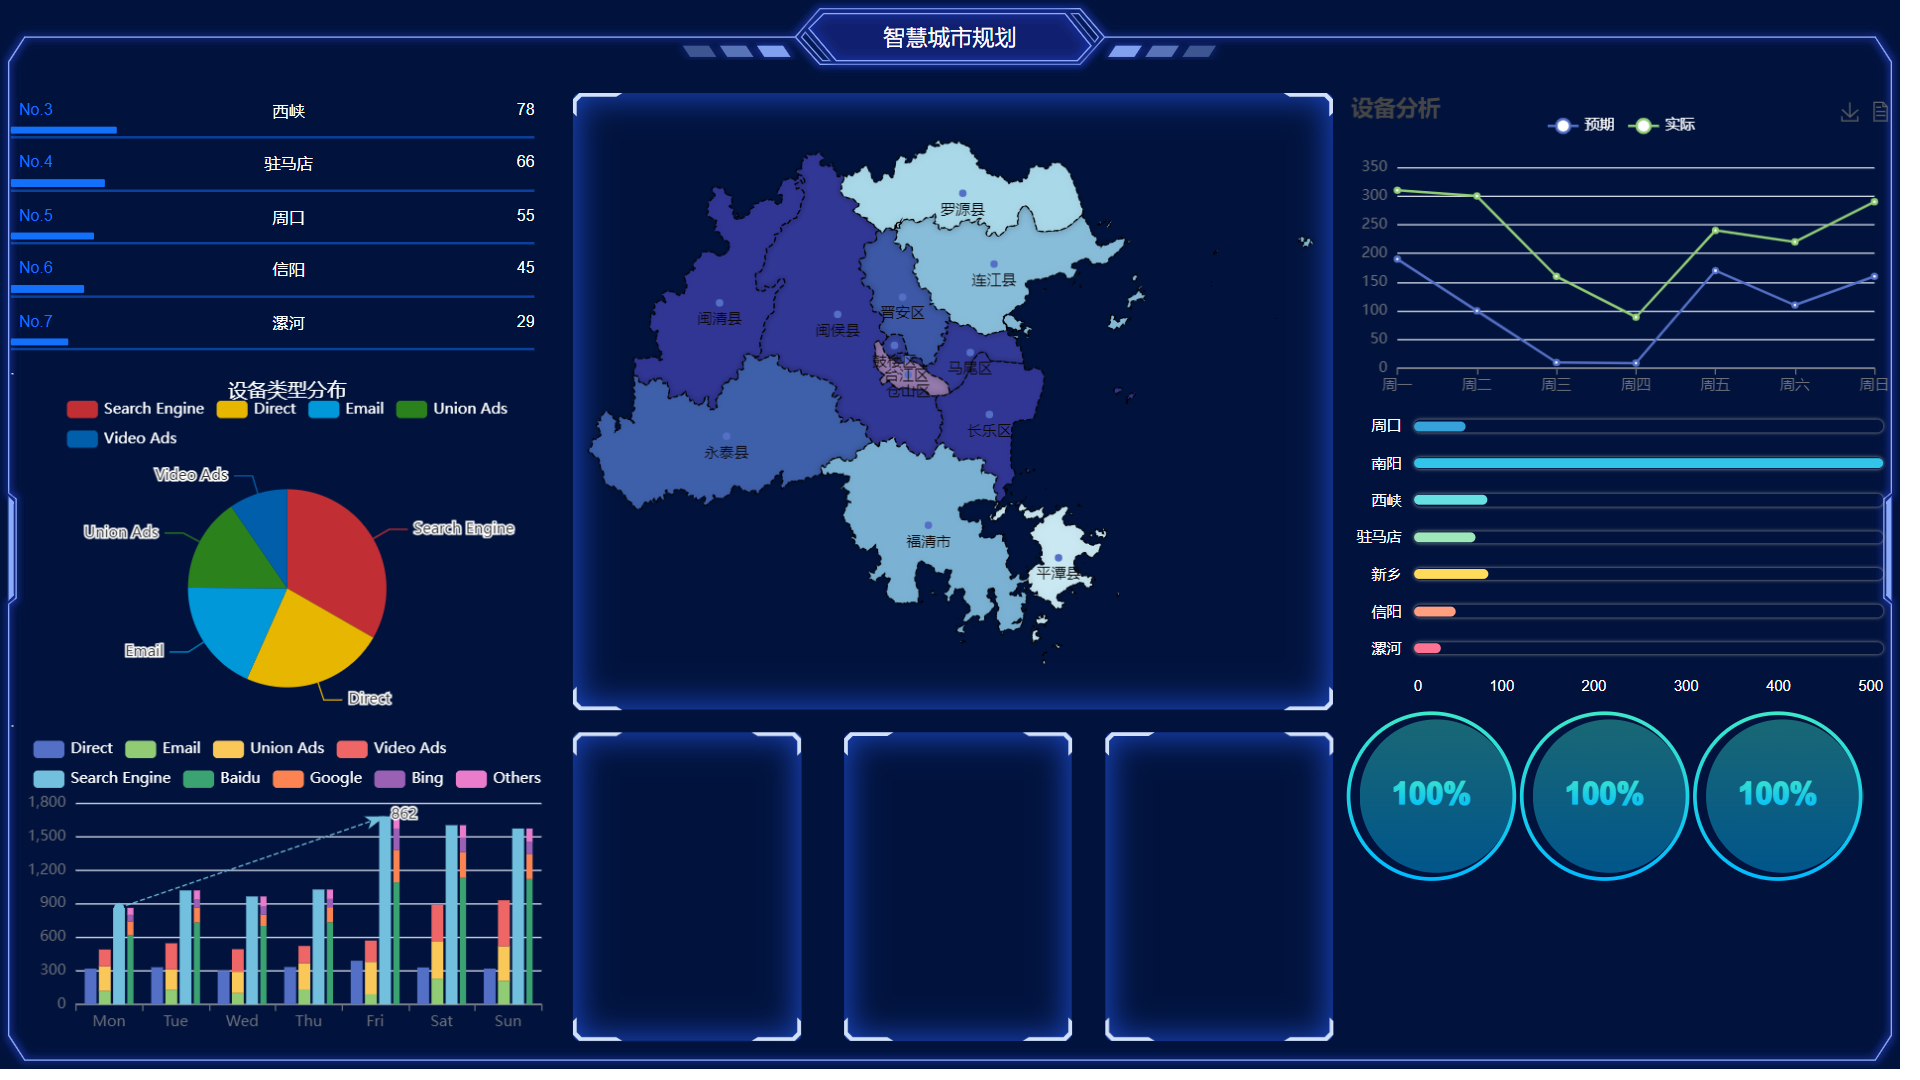 智慧城市规划
No.3 西峡 78
No.4 驻马店 66
No.5 周口 55
No.6 信阳 45
No.7 漯河 29
设备类型分布
Search Engine Direct Email Union Ads
Video Ads
Video Ads
Search Engine
Union Ads
Email
Direct
Direct Email Union Ads Video Ads
Search Engine Baidu Google Bing Others
862
1,800
1,500
1,200
900
600
300
0
Mon Tue Wed Thu Fri Sat Sun
罗源县
连江县
晋安区
闽清县
闽侯县
鼓楼区
马尾区
台江区
仓山区
长乐区
永泰县
福清市
平潭县
设备分析
预期 实际
350
300
250
200
150
100
50
0
周一 周二 周三 周四 周五 周六 周日
周口
南阳
西峡
驻马店
新乡
信阳
漯河
0 100 200 300 400 500
100% 100% 100%